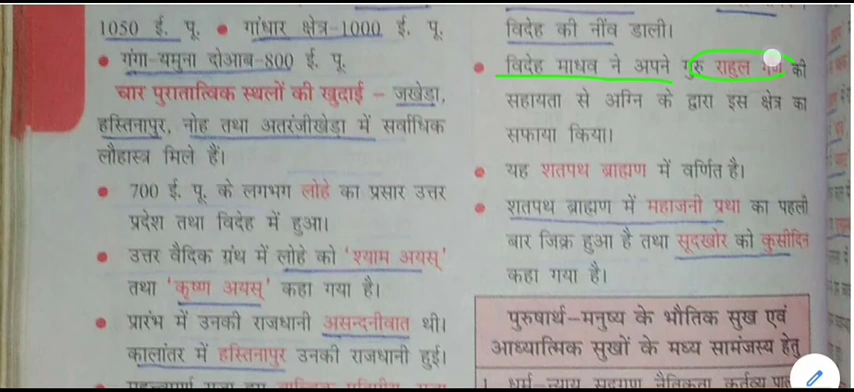 1050 ई. पू. ● गांधार क्षेत्र-1000 ई. पू.
● गंगा-यमुना दोआब-800 ई. पू.
चार पुरातात्विक स्थलों की खुदाई – जखेड़ा,
हस्तिनापुर, नोह तथा अतरंजीखेड़ा में सर्वाधिक
लौहास्त्र मिले हैं।
● 700 ई. पू. के लगभग लोहे का प्रसार उत्तर
प्रदेश तथा विदेह में हुआ।
● उत्तर वैदिक ग्रंथ में लोहे को 'श्याम अयस्'
तथा 'कृष्ण अयस्' कहा गया है।
● प्रारंभ में उनकी राजधानी असन्दनीवात थी।
कालांतर में हस्तिनापुर उनकी राजधानी हुई।
विदेह की नींव डाली।
● विदेह माधव ने अपने गुरु राहुल की
सहायता से अग्नि के द्वारा इस क्षेत्र का
सफाया किया।
● यह शतपथ ब्राह्मण में वर्णित है।
● शतपथ ब्राह्मण में महाजनी प्रथा का पहली
बार जिक्र हुआ है तथा सूदखोर को कुसीदिन
कहा गया है।
पुरुषार्थ-मनुष्य के भौतिक सुख एवं
आध्यात्मिक सुखों के मध्य सामंजस्य हेतु